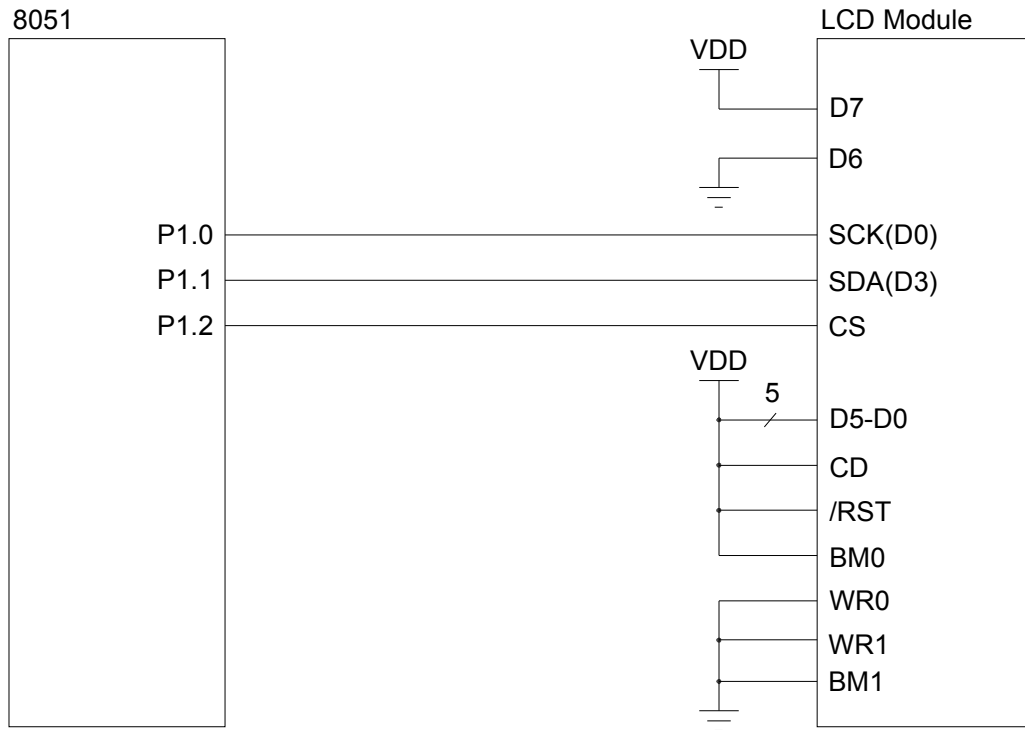 8051
LCD Module
VDD
D7
D6
P1.0
SCK(D0)
P1.1
SDA(D3)
P1.2
CS
VDD
5
D5-D0
CD
/RST
BM0
WR0
WR1
BM1